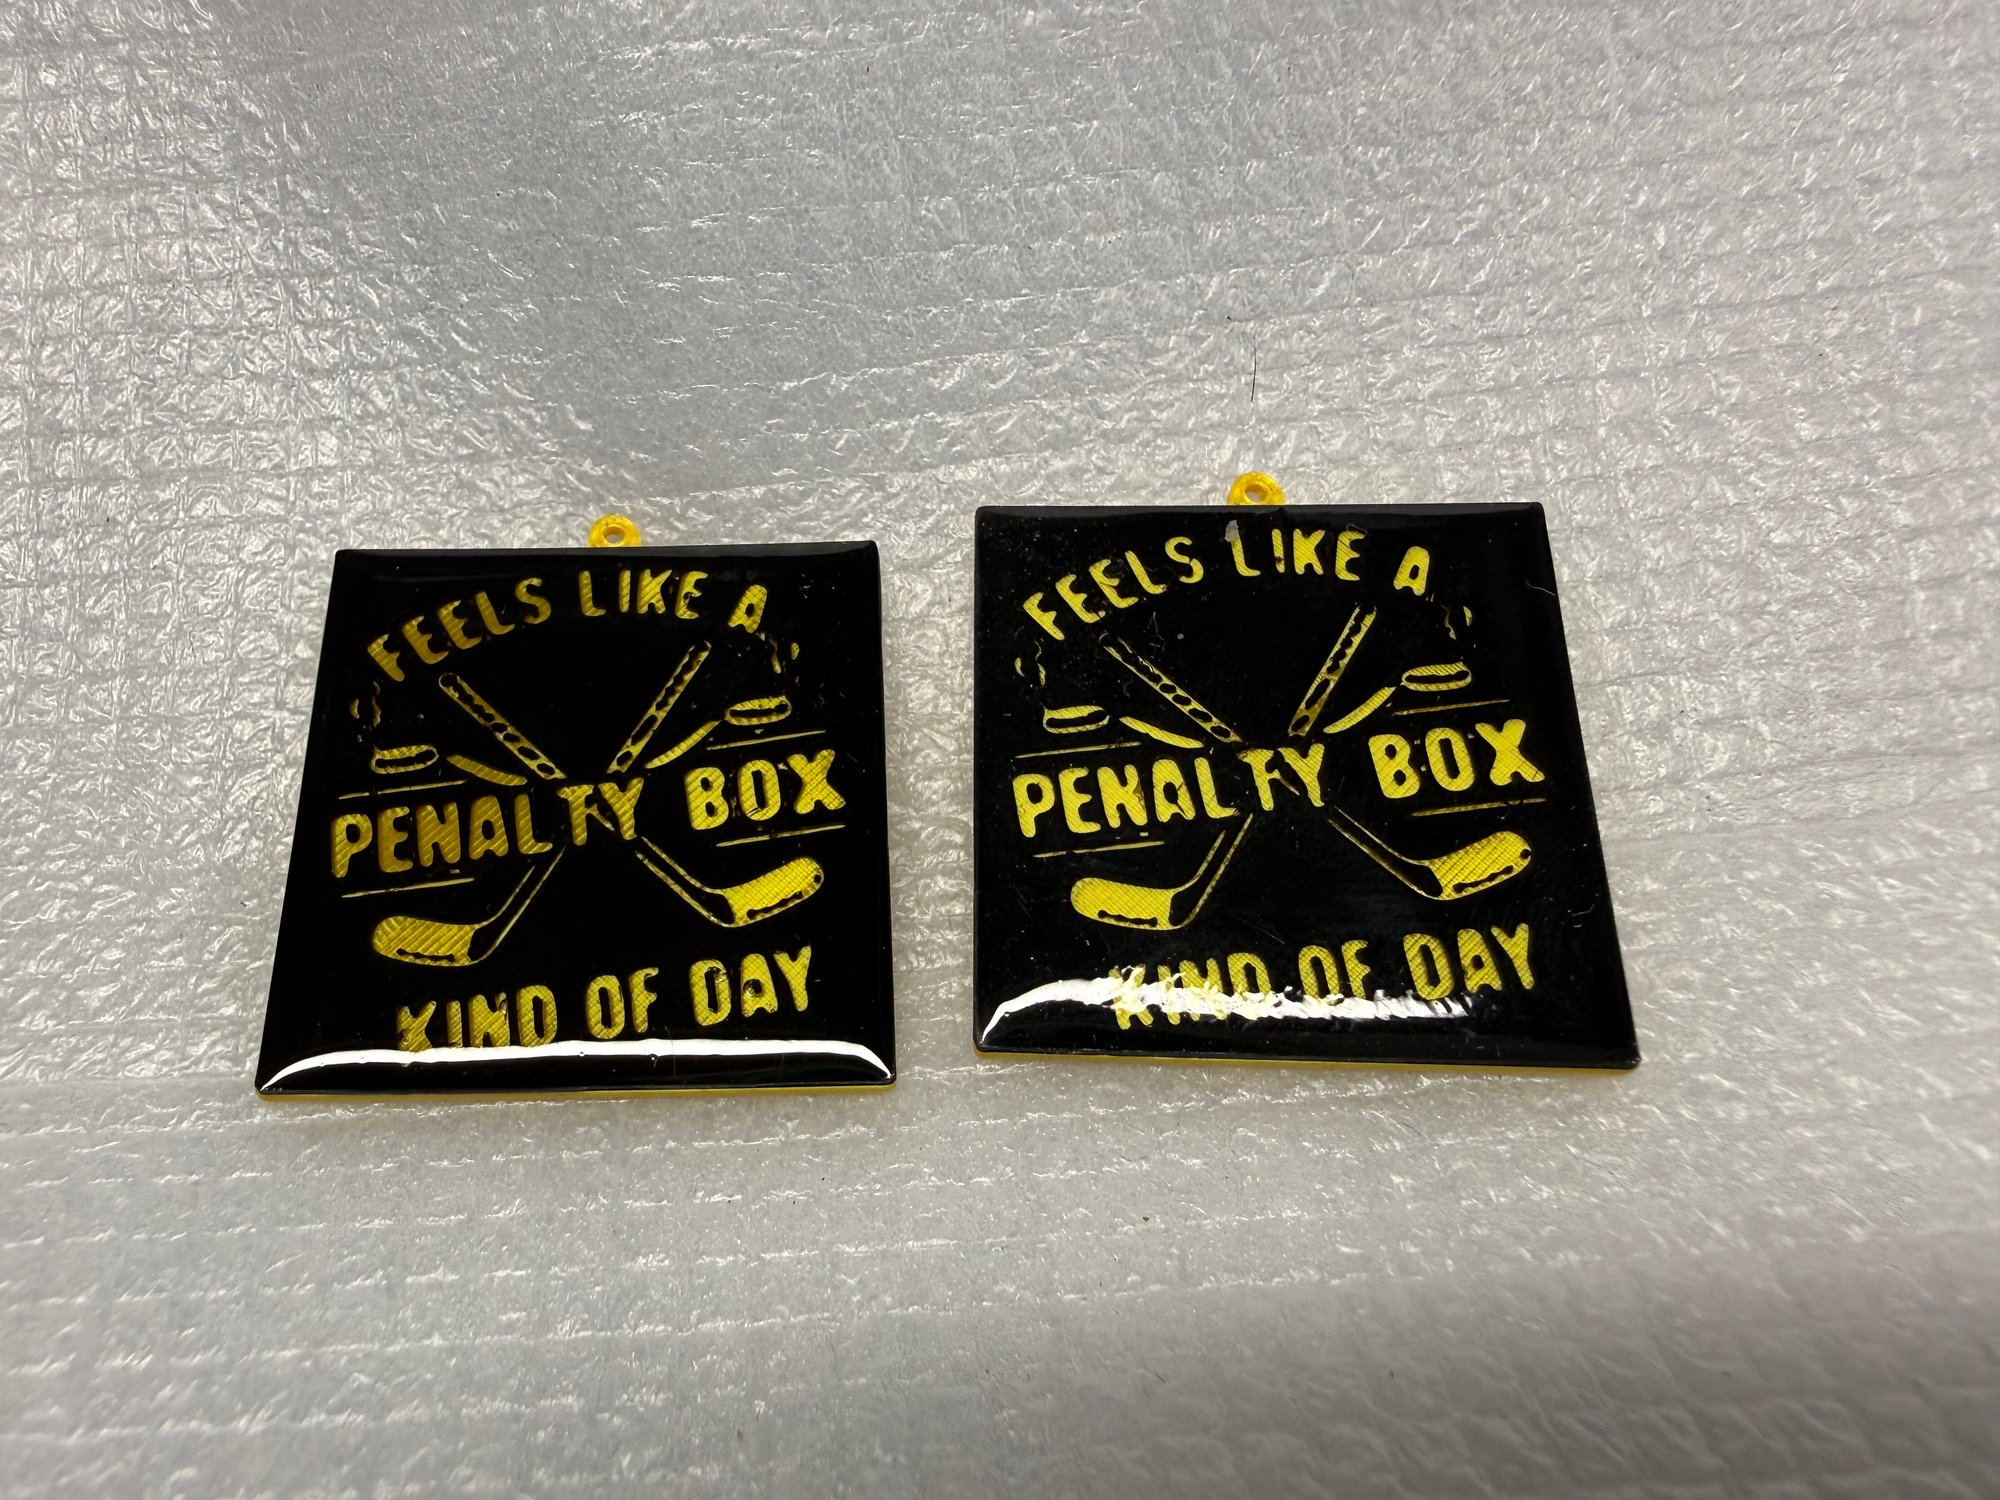 FEELS LIKE A
PENALTY BOX
KIND OF DAY
FEELS LIKE A
PENALTY BOX
KIND OF DAY